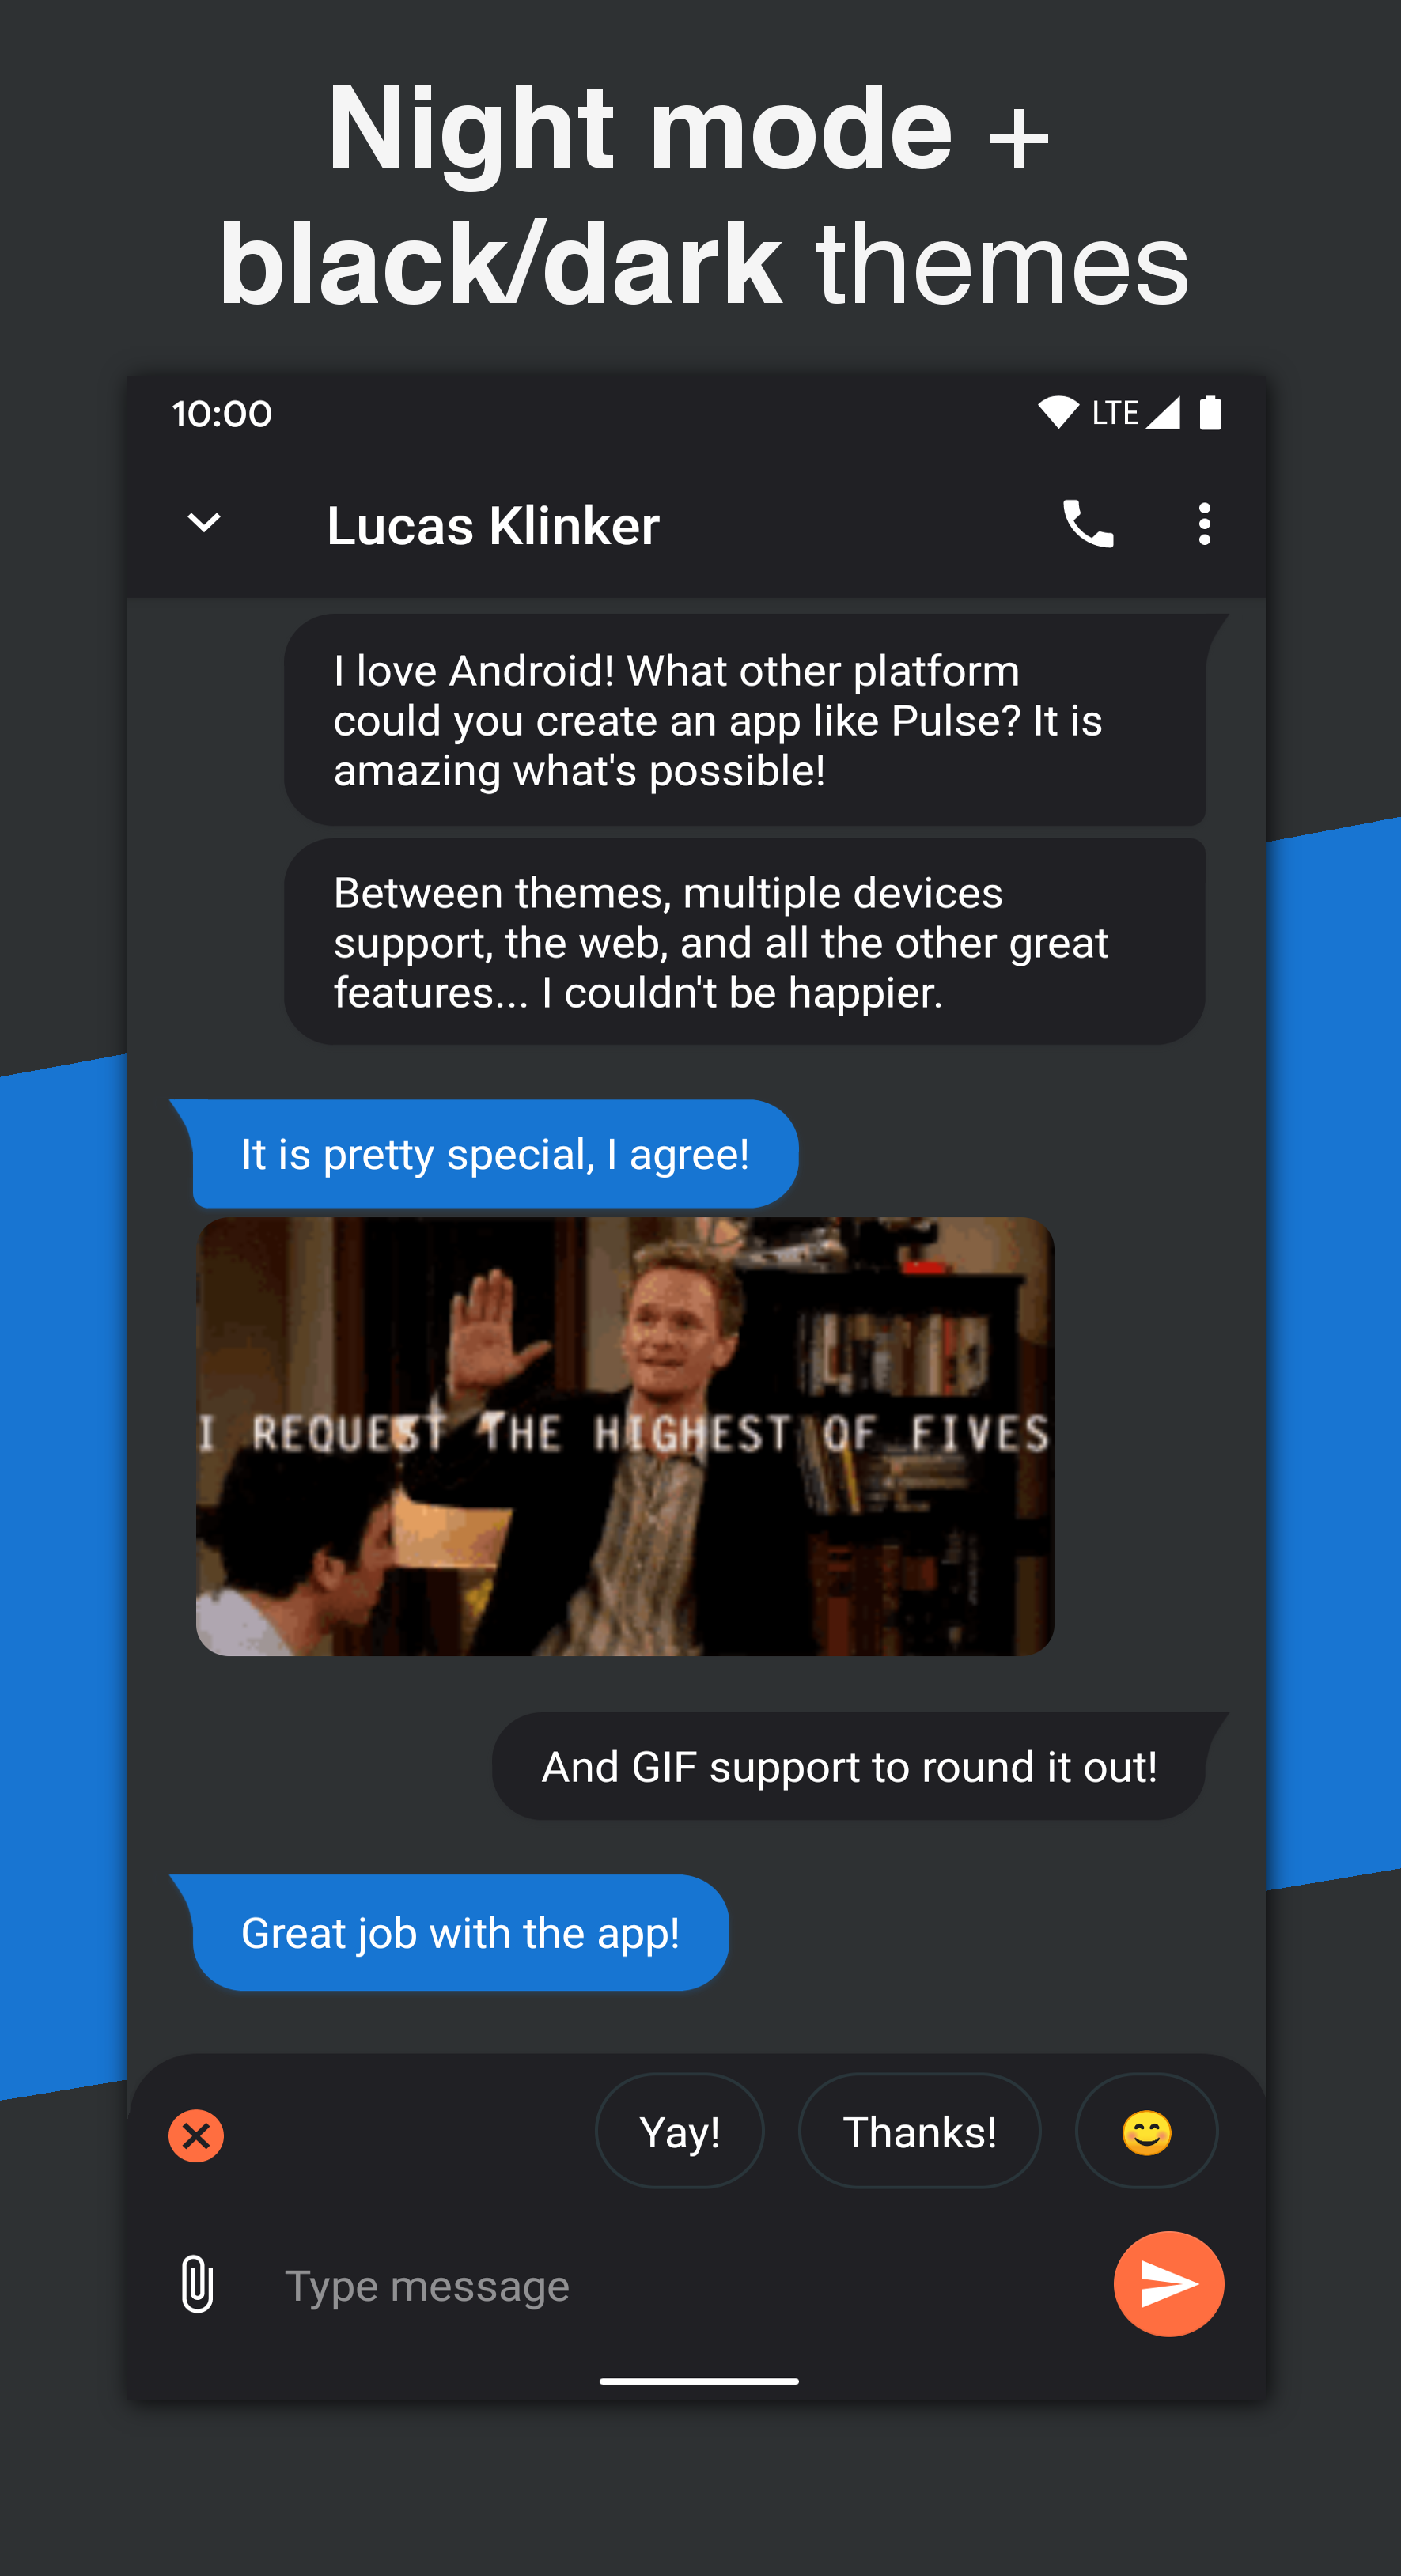 Night mode +
black/dark themes
10:00 LTE
Lucas Klinker
I love Android! What other platform
could you create an app like Pulse? It is
amazing what's possible!
Between themes, multiple devices
support, the web, and all the other great
features... I couldn't be happier.
It is pretty special, I agree!
I REQUEST THE HIGHEST OF FIVES
And GIF support to round it out!
Great job with the app!
Yay! Thanks! 😊
Type message